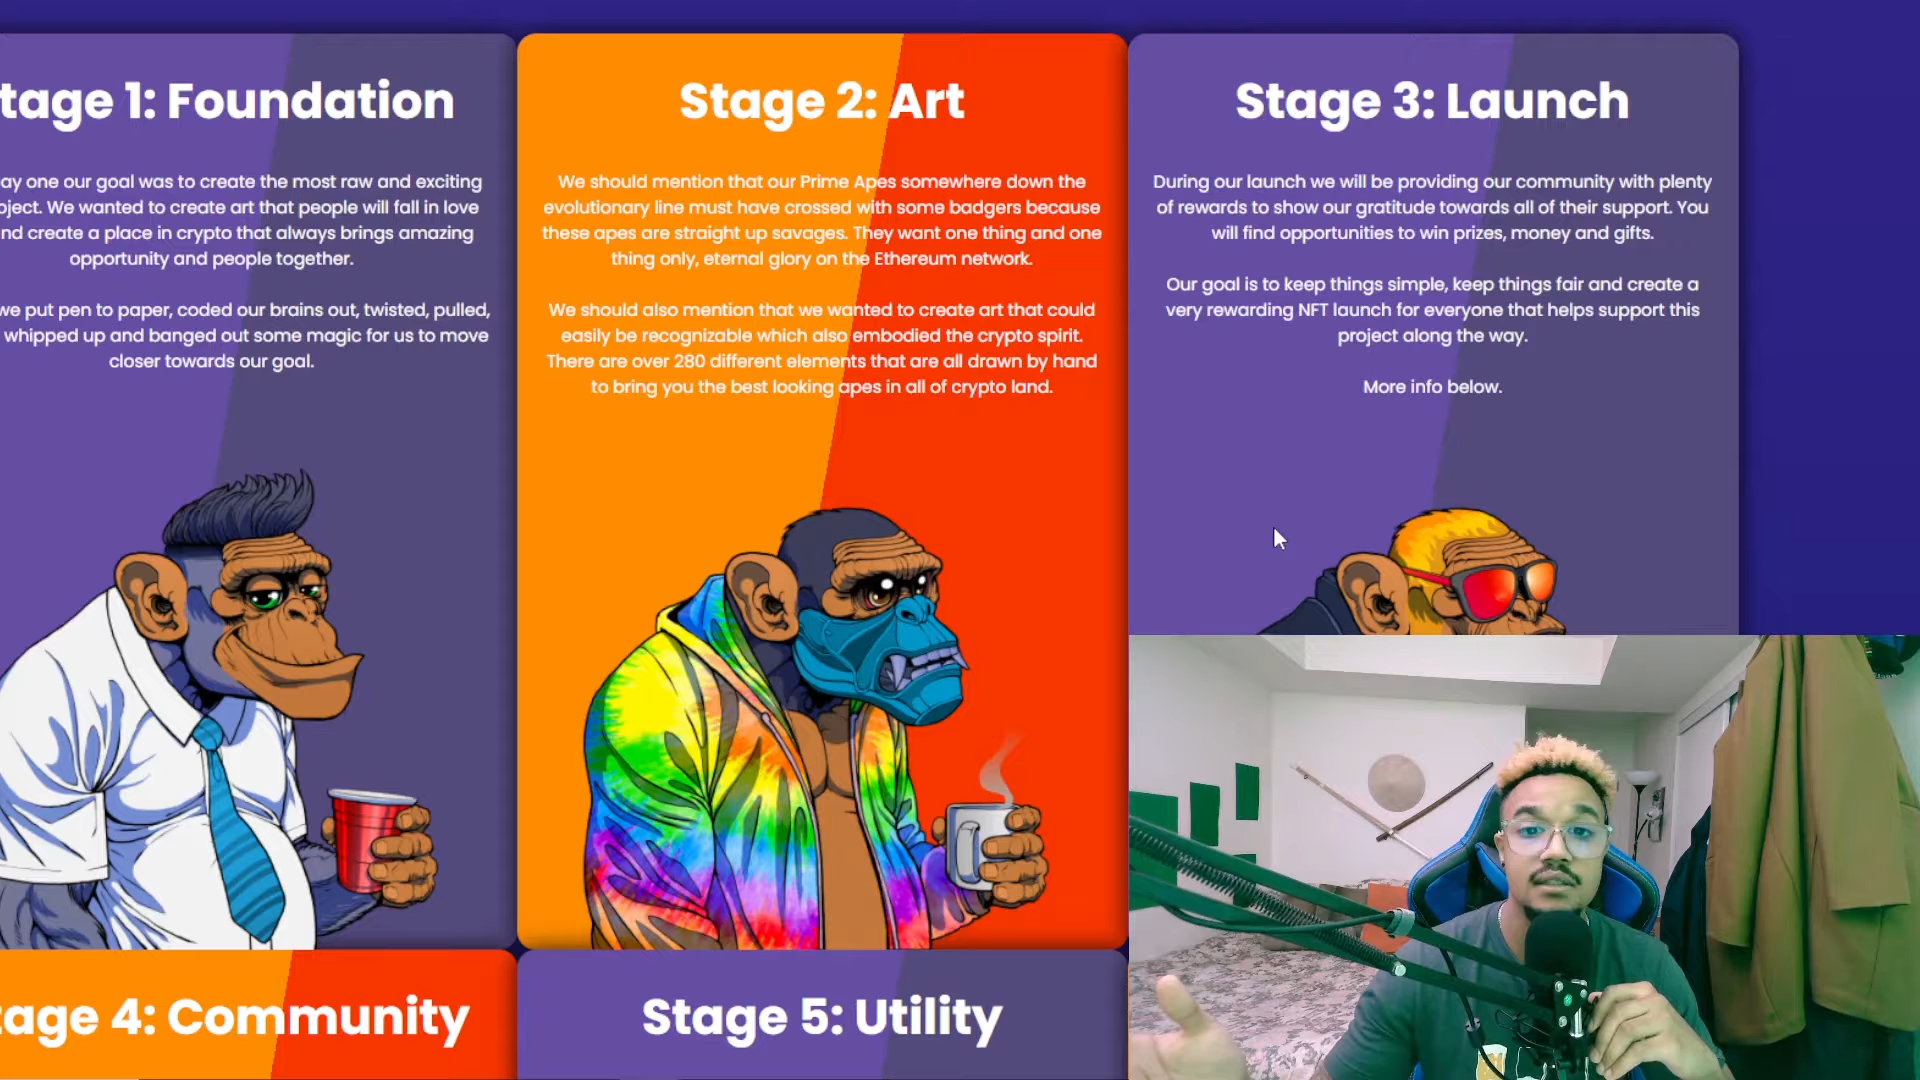 tage 1: Foundation
ay one our goal was to create the most raw and exciting
oject. We wanted to create art that people will fall in love
nd create a place in crypto that always brings amazing
opportunity and people together.
we put pen to paper, coded our brains out, twisted, pulled,
whipped up and banged out some magic for us to move
closer towards our goal.
Stage 2: Art
We should mention that our Prime Apes somewhere down the
evolutionary line must have crossed with some badgers because
these apes are straight up savages. They want one thing and one
thing only, eternal glory on the Ethereum network.
We should also mention that we wanted to create art that could
easily be recognizable which also embodied the crypto spirit.
There are over 280 different elements that are all drawn by hand
to bring you the best looking apes in all of crypto land.
Stage 3: Launch
During our launch we will be providing our community with plenty
of rewards to show our gratitude towards all of their support. You
will find opportunities to win prizes, money and gifts.
Our goal is to keep things simple, keep things fair and create a
very rewarding NFT launch for everyone that helps support this
project along the way.
More info below.
tage 4: Community
Stage 5: Utility